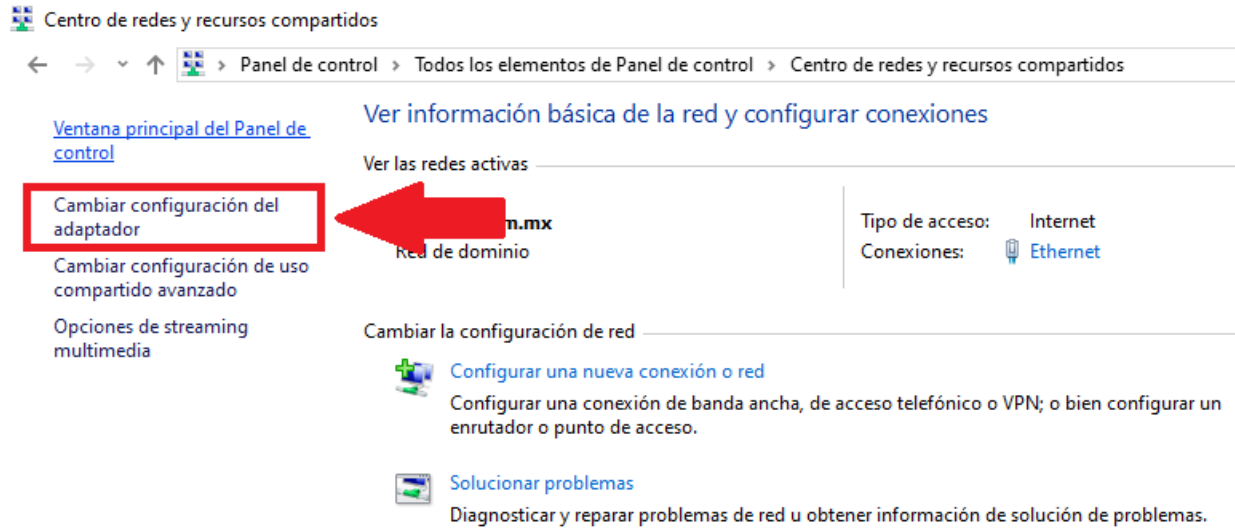 Centro de redes y recursos compartidos
Panel de control > Todos los elementos de Panel de control > Centro de redes y recursos compartidos
Ventana principal del Panel de
control
Cambiar configuración del
adaptador
Cambiar configuración de uso
compartido avanzado
Opciones de streaming
multimedia
Ver información básica de la red y configurar conexiones
Ver las redes activas
m.mx
Red de dominio
Tipo de acceso: Internet
Conexiones: Ethernet
Cambiar la configuración de red
Configurar una nueva conexión o red
Configurar una conexión de banda ancha, de acceso telefónico o VPN; o bien configurar un
enrutador o punto de acceso.
Solucionar problemas
Diagnosticar y reparar problemas de red u obtener información de solución de problemas.